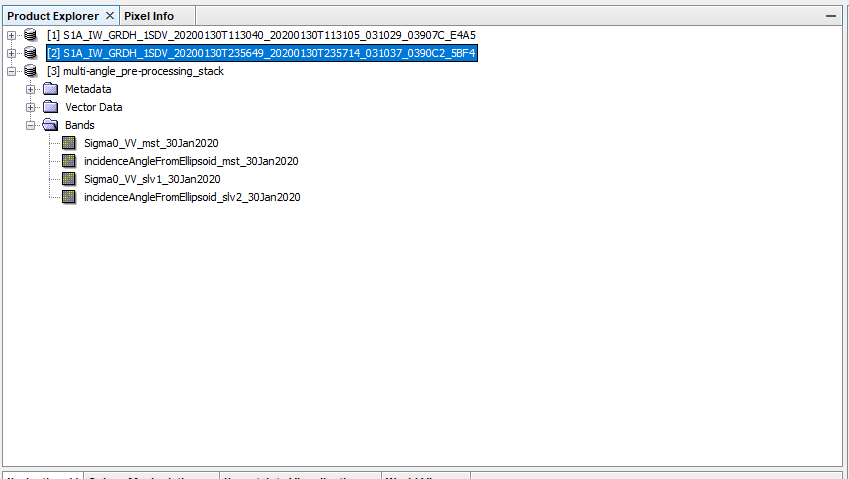 Product Explorer × Pixel Info
[1] S1A_IW_GRDH_1SDV_20200130T113040_20200130T113105_031029_03907C_E4A5
[2] S1A_IW_GRDH_1SDV_20200130T235649_20200130T235714_031037_0390C2_5BF4
[3] multi-angle_pre-processing_stack
Metadata
Vector Data
Bands
Sigma0_VV_mst_30Jan2020
incidenceAngleFromEllipsoid_mst_30Jan2020
Sigma0_VV_slv1_30Jan2020
incidenceAngleFromEllipsoid_slv2_30Jan2020